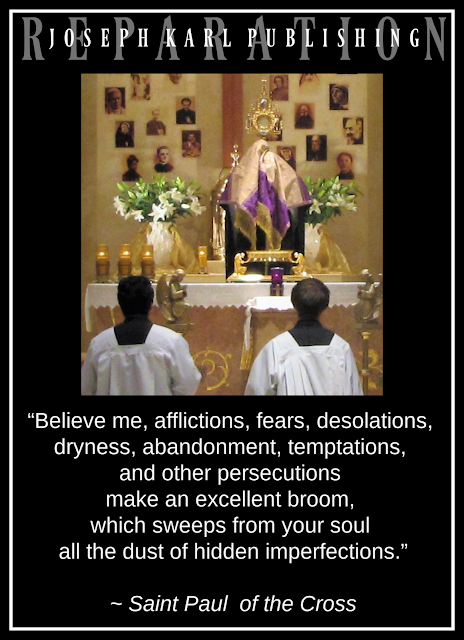 REPARATION
JOSEPH KARL PUBLISHING
“Believe me, afflictions, fears, desolations,
dryness, abandonment, temptations,
and other persecutions
make an excellent broom,
which sweeps from your soul
all the dust of hidden imperfections.”
~ Saint Paul of the Cross